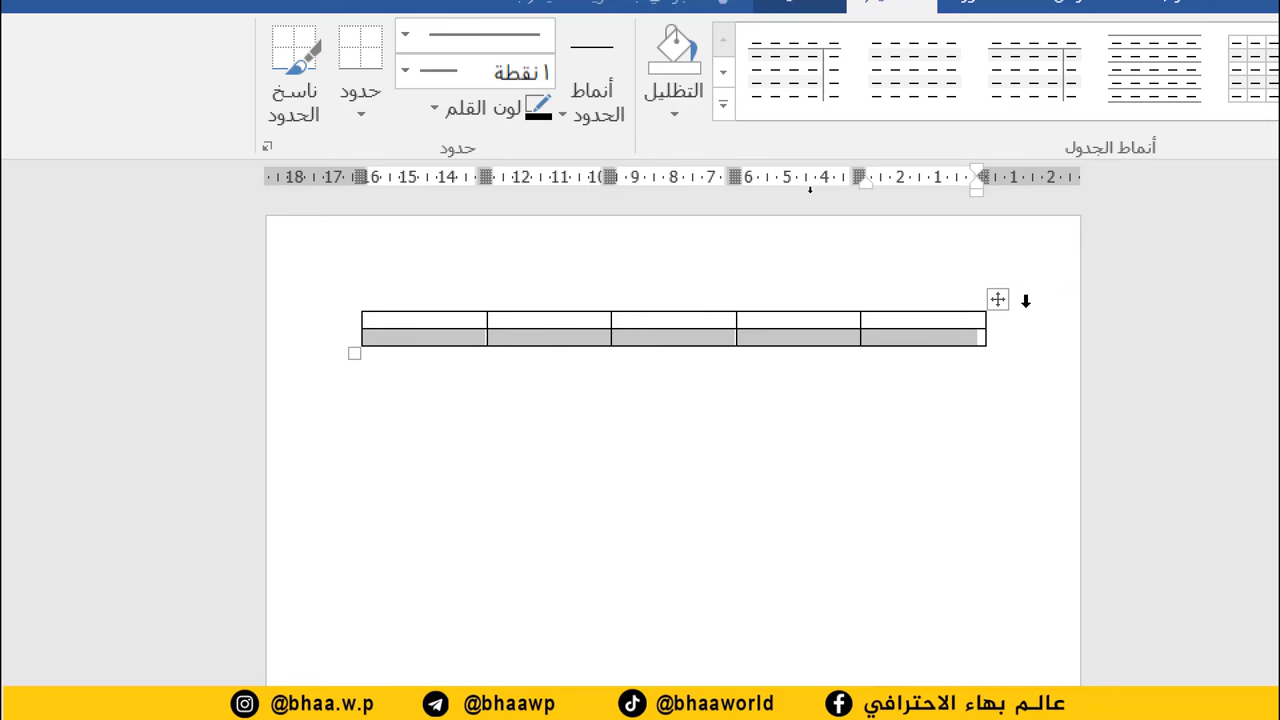 ١ نقطة
التظليل
أنماط الحدود
لون القلم
حدود
ناسخ الحدود
أنماط الجدول
حدود
18 17 16 15 14 12 11 10 9 8 7 6 5 4 2 1 1 2
@bhaa.w.p @bhaawp @bhaaworld عالم بهاء الاحترافي